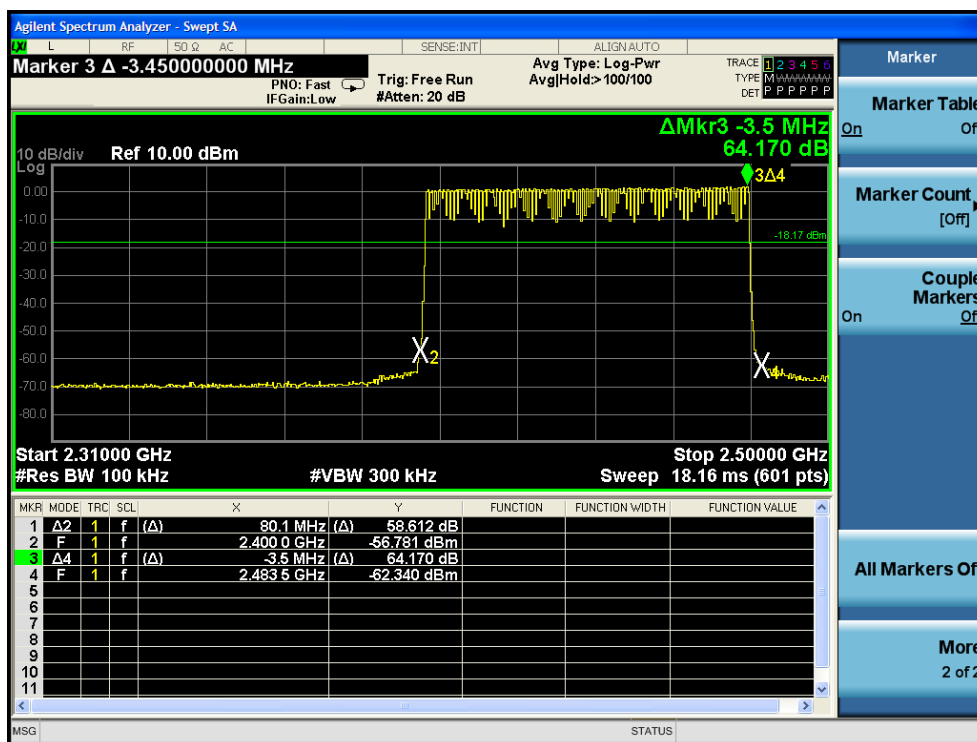 Agilent Spectrum Analyzer - Swept SA
LXI L RF 50 Ω AC SENSE:INT ALIGN AUTO
Marker 3 Δ -3.450000000 MHz
PNO: Fast
IFGain:Low
Trig: Free Run
#Atten: 20 dB
Avg Type: Log-Pwr
Avg|Hold:>100/100
TRACE 1 2 3 4 5 6
TYPE M
DET P P P P P P
ΔMkr3 -3.5 MHz
64.170 dB
10 dB/div Ref 10.00 dBm
Log
3Δ4
0.00
-10.0
-18.17 dBm
-20.0
-30.0
-40.0
-50.0
2
-60.0
4
-70.0
-80.0
Start 2.31000 GHz Stop 2.50000 GHz
#Res BW 100 kHz #VBW 300 kHz Sweep 18.16 ms (601 pts)
MKR MODE TRC SCL X Y FUNCTION FUNCTION WIDTH FUNCTION VALUE
1 Δ2 1 f (Δ) 80.1 MHz (Δ) 58.612 dB
2 F 1 f 2.400 0 GHz -56.781 dBm
3 Δ4 1 f (Δ) -3.5 MHz (Δ) 64.170 dB
4 F 1 f 2.483 5 GHz -62.340 dBm
5
6
7
8
9
10
11
MSG STATUS
Marker
Marker Table
On Of
Marker Count
[Off]
Couple
Markers
On Of
All Markers Of
More
2 of 2